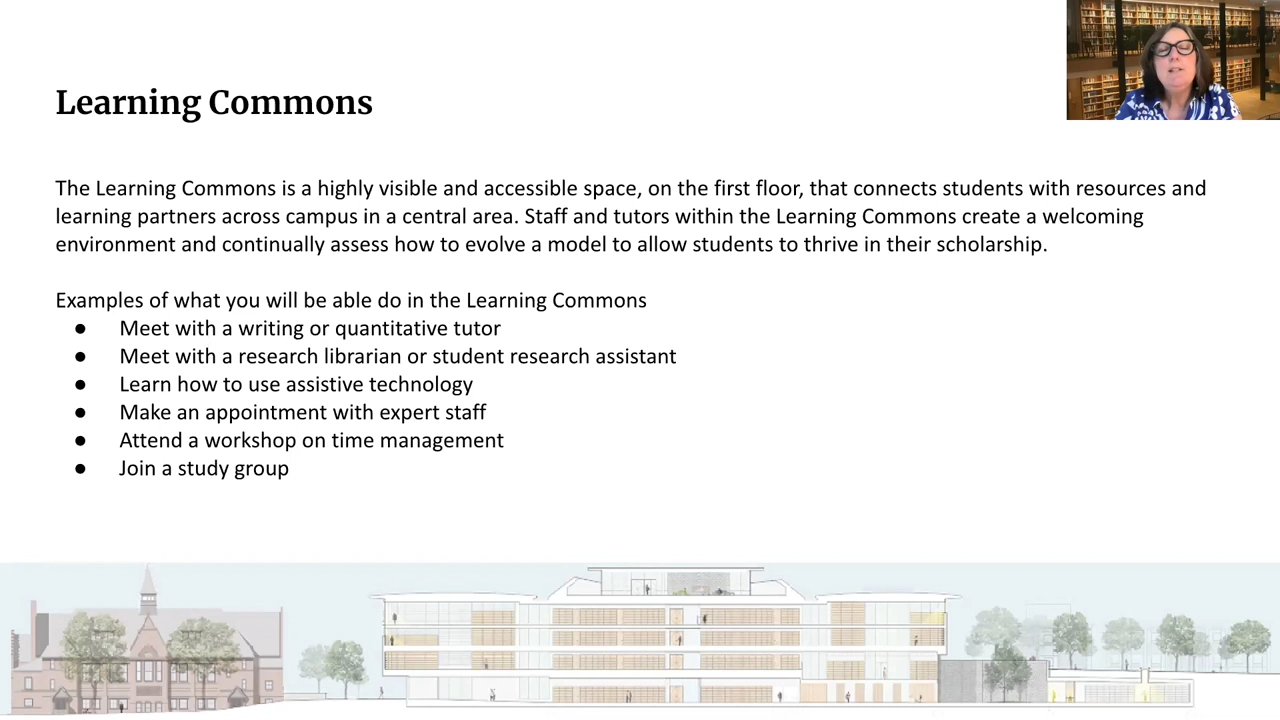 Learning Commons
The Learning Commons is a highly visible and accessible space, on the first floor, that connects students with resources and
learning partners across campus in a central area. Staff and tutors within the Learning Commons create a welcoming
environment and continually assess how to evolve a model to allow students to thrive in their scholarship.
Examples of what you will be able do in the Learning Commons
● Meet with a writing or quantitative tutor
● Meet with a research librarian or student research assistant
● Learn how to use assistive technology
● Make an appointment with expert staff
● Attend a workshop on time management
● Join a study group